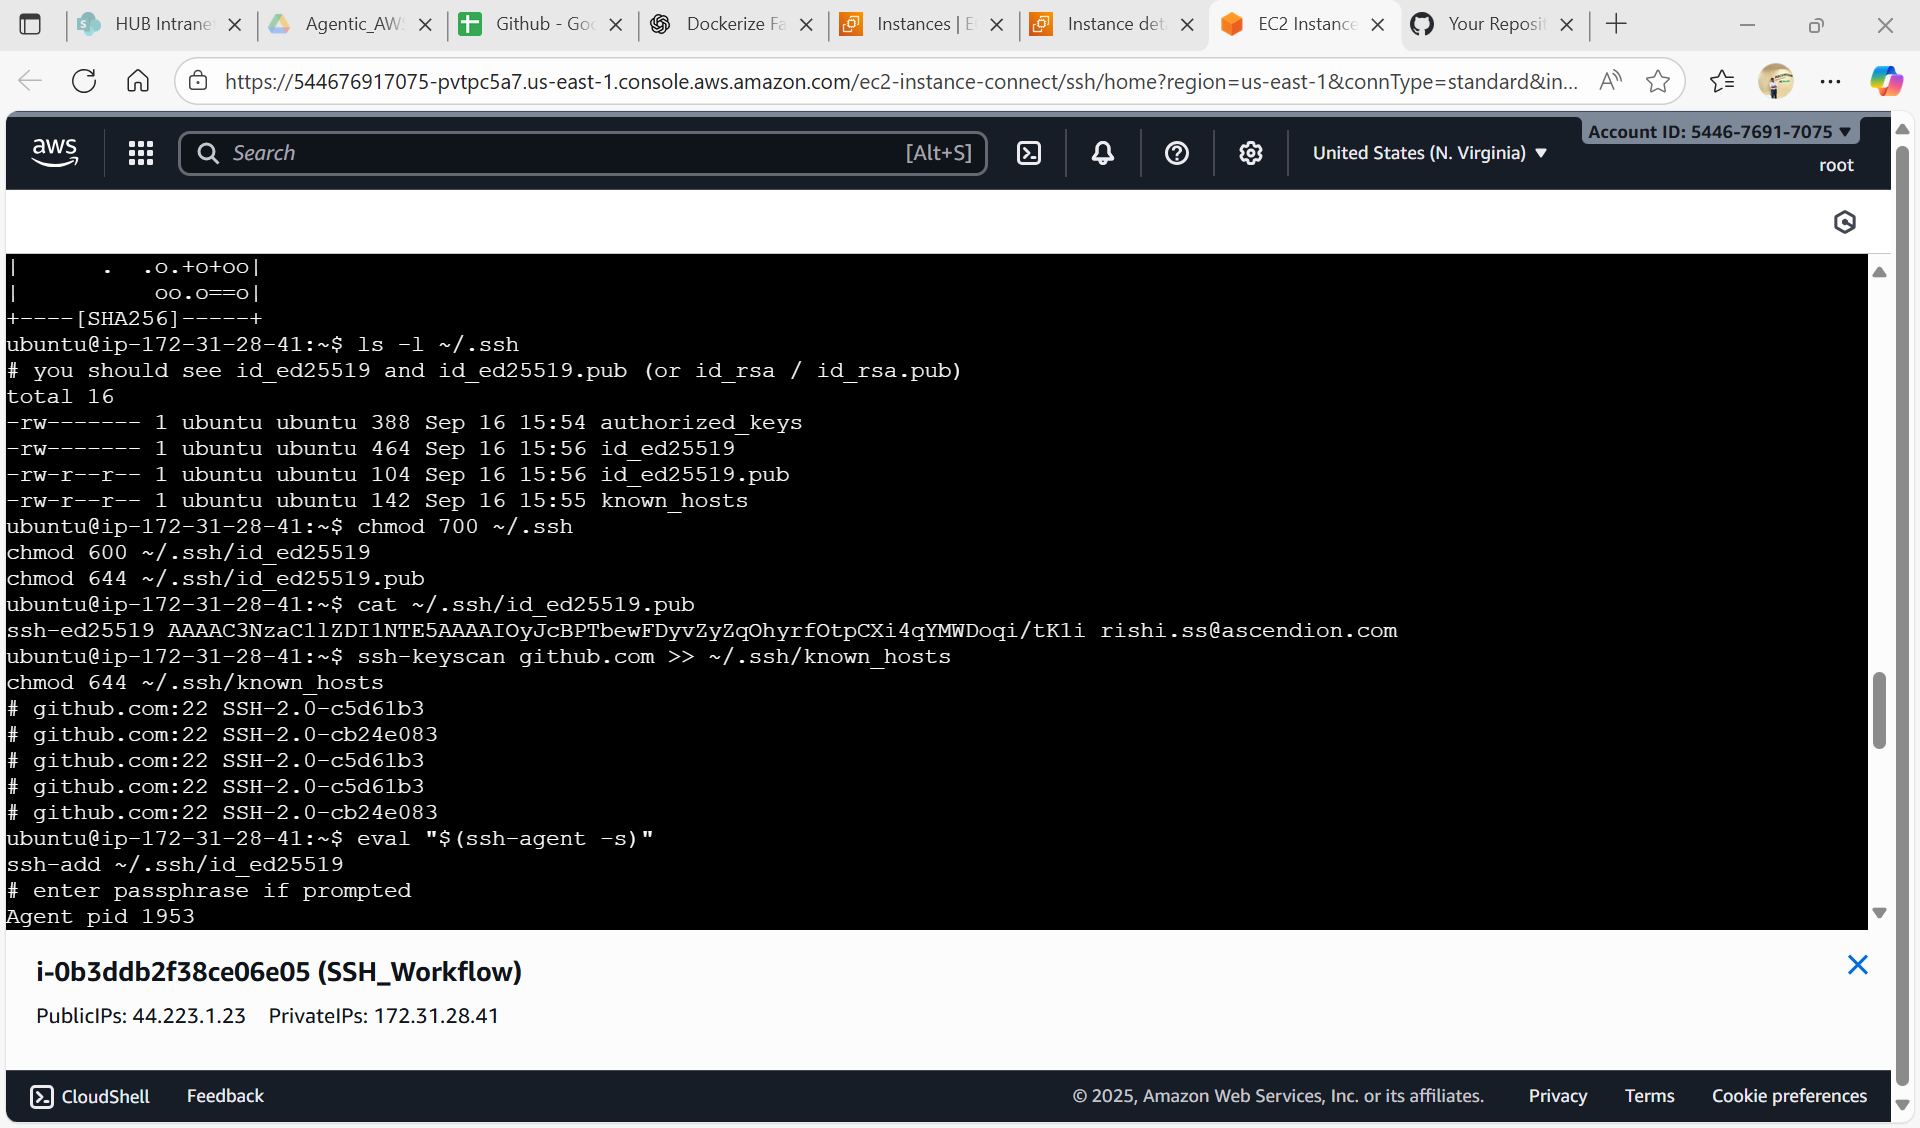 HUB Intrane
Agentic_AW
Github - Goo
Dockerize Fa
Instances | E
Instance det
EC2 Instance
Your Reposit
https://544676917075-pvtpc5a7.us-east-1.console.aws.amazon.com/ec2-instance-connect/ssh/home?region=us-east-1&connType=standard&in...
aws
Search
[Alt+S]
United States (N. Virginia)
Account ID: 5446-7691-7075
root
|      .  .o.+o+oo|
|          oo.o==o|
+----[SHA256]-----+
ubuntu@ip-172-31-28-41:~$ ls -l ~/.ssh
# you should see id_ed25519 and id_ed25519.pub (or id_rsa / id_rsa.pub)
total 16
-rw------- 1 ubuntu ubuntu 388 Sep 16 15:54 authorized_keys
-rw------- 1 ubuntu ubuntu 464 Sep 16 15:56 id_ed25519
-rw-r--r-- 1 ubuntu ubuntu 104 Sep 16 15:56 id_ed25519.pub
-rw-r--r-- 1 ubuntu ubuntu 142 Sep 16 15:55 known_hosts
ubuntu@ip-172-31-28-41:~$ chmod 700 ~/.ssh
chmod 600 ~/.ssh/id_ed25519
chmod 644 ~/.ssh/id_ed25519.pub
ubuntu@ip-172-31-28-41:~$ cat ~/.ssh/id_ed25519.pub
ssh-ed25519 AAAAC3NzaC1lZDI1NTE5AAAAIOyJcBPTbewFDyvZyZqOhyrfOtpCXi4qYMWDoqi/tK1i rishi.ss@ascendion.com
ubuntu@ip-172-31-28-41:~$ ssh-keyscan github.com >> ~/.ssh/known_hosts
chmod 644 ~/.ssh/known_hosts
# github.com:22 SSH-2.0-c5d61b3
# github.com:22 SSH-2.0-cb24e083
# github.com:22 SSH-2.0-c5d61b3
# github.com:22 SSH-2.0-c5d61b3
# github.com:22 SSH-2.0-cb24e083
ubuntu@ip-172-31-28-41:~$ eval "$(ssh-agent -s)"
ssh-add ~/.ssh/id_ed25519
# enter passphrase if prompted
Agent pid 1953
i-0b3ddb2f38ce06e05 (SSH_Workflow)
PublicIPs: 44.223.1.23 PrivateIPs: 172.31.28.41
CloudShell
Feedback
© 2025, Amazon Web Services, Inc. or its affiliates.
Privacy
Terms
Cookie preferences